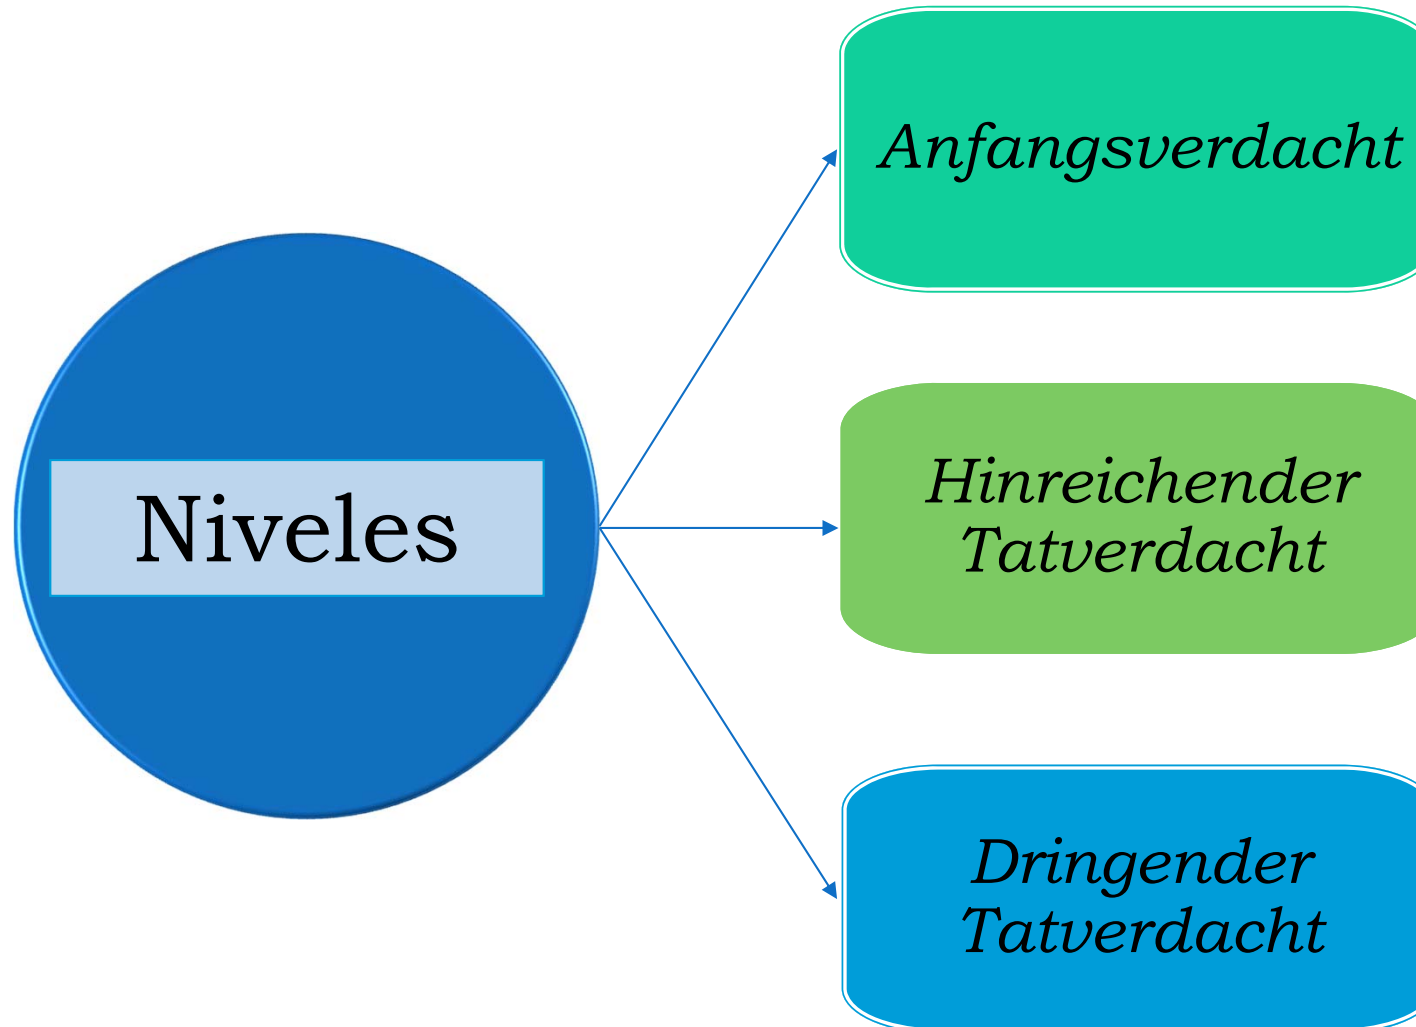 Niveles
Anfangsverdacht
Hinreichender
Tatverdacht
Dringender
Tatverdacht